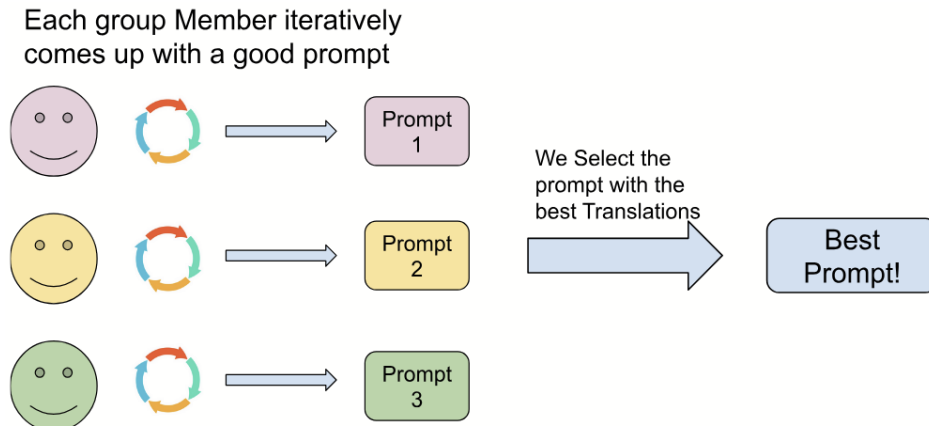 Each group Member iteratively
comes up with a good prompt
Prompt
1
We Select the
prompt with the
best Translations
Prompt
2
Best
Prompt!
Prompt
3